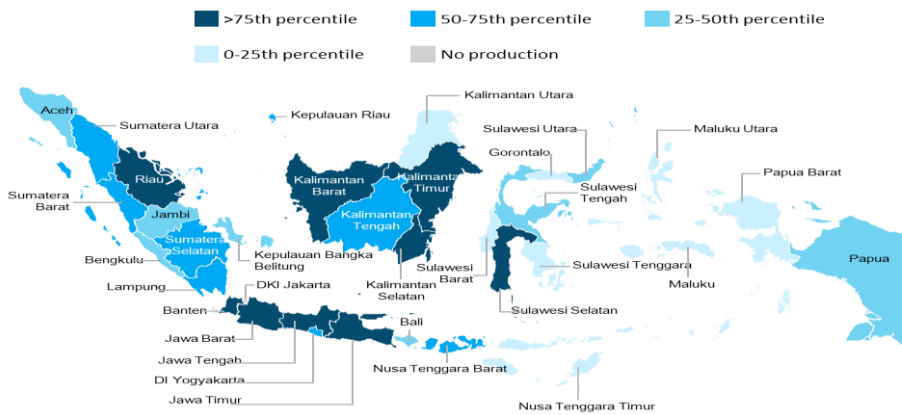 >75th percentile
50-75th percentile
25-50th percentile
0-25th percentile
No production
Kalimantan Utara
Aceh
Kepulauan Riau
Sumatera Utara
Sulawesi Utara
Maluku Utara
Gorontalo
Papua Barat
Riau
Kalimantan
Barat
Kalimantan
Timur
Sulawesi
Tengah
Sumatera
Barat
Jambi
Kalimantan
Tengah
Sumatera
Selatan
Kepulauan Bangka
Belitung
Papua
Bengkulu
Sulawesi
Barat
Sulawesi Tenggara
Lampung
DKI Jakarta
Kalimantan
Selatan
Maluku
Banten
Sulawesi Selatan
Bali
Jawa Barat
Jawa Tengah
Nusa Tenggara Barat
DI Yogyakarta
Jawa Timur
Nusa Tenggara Timur